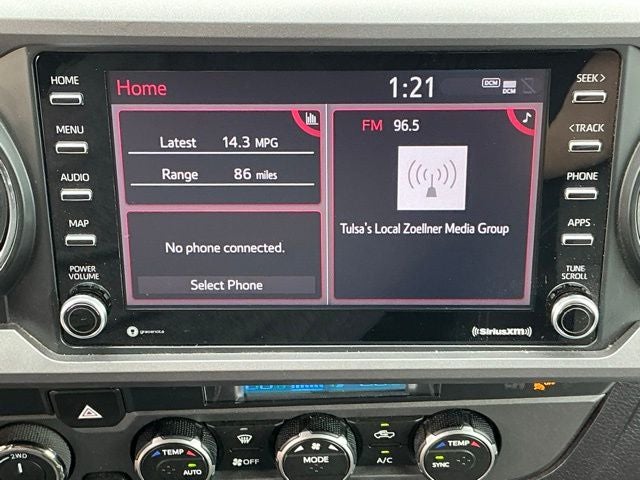 HOME
MENU
AUDIO
MAP
POWER
VOLUME
Home
1:21
DCM
DCM
Latest 14.3 MPG
Range 86 miles
No phone connected.
Select Phone
FM 96.5
Tulsa's Local Zoellner Media Group
SEEK >
< TRACK
PHONE
APPS
TUNE
SCROLL
gracenote
((SiriusXM))
2WD
TEMP
AUTO
OFF
MODE
A/C
TEMP
SYNC